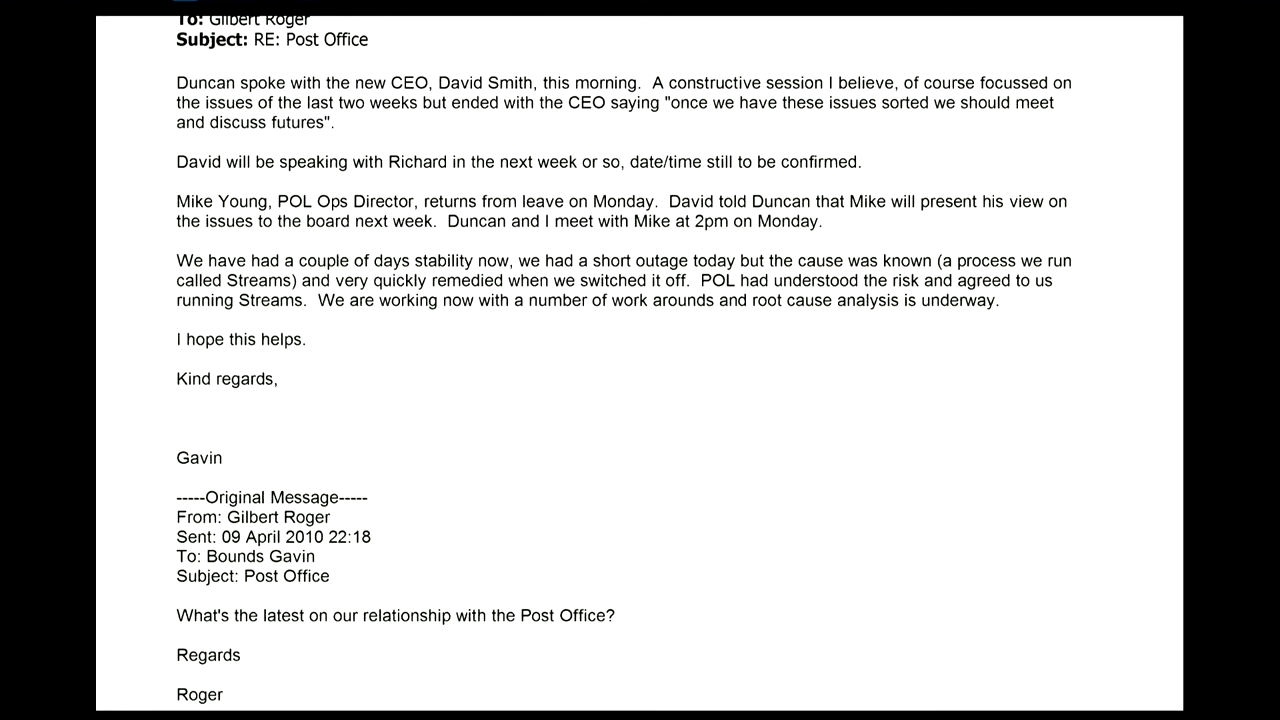 To: Gilbert Roger
Subject: RE: Post Office
Duncan spoke with the new CEO, David Smith, this morning.  A constructive session I believe, of course focussed on
the issues of the last two weeks but ended with the CEO saying "once we have these issues sorted we should meet
and discuss futures".
David will be speaking with Richard in the next week or so, date/time still to be confirmed.
Mike Young, POL Ops Director, returns from leave on Monday.  David told Duncan that Mike will present his view on
the issues to the board next week.  Duncan and I meet with Mike at 2pm on Monday.
We have had a couple of days stability now, we had a short outage today but the cause was known (a process we run
called Streams) and very quickly remedied when we switched it off.  POL had understood the risk and agreed to us
running Streams.  We are working now with a number of work arounds and root cause analysis is underway.
I hope this helps.
Kind regards,
Gavin
-----Original Message-----
From: Gilbert Roger
Sent: 09 April 2010 22:18
To: Bounds Gavin
Subject: Post Office
What's the latest on our relationship with the Post Office?
Regards
Roger